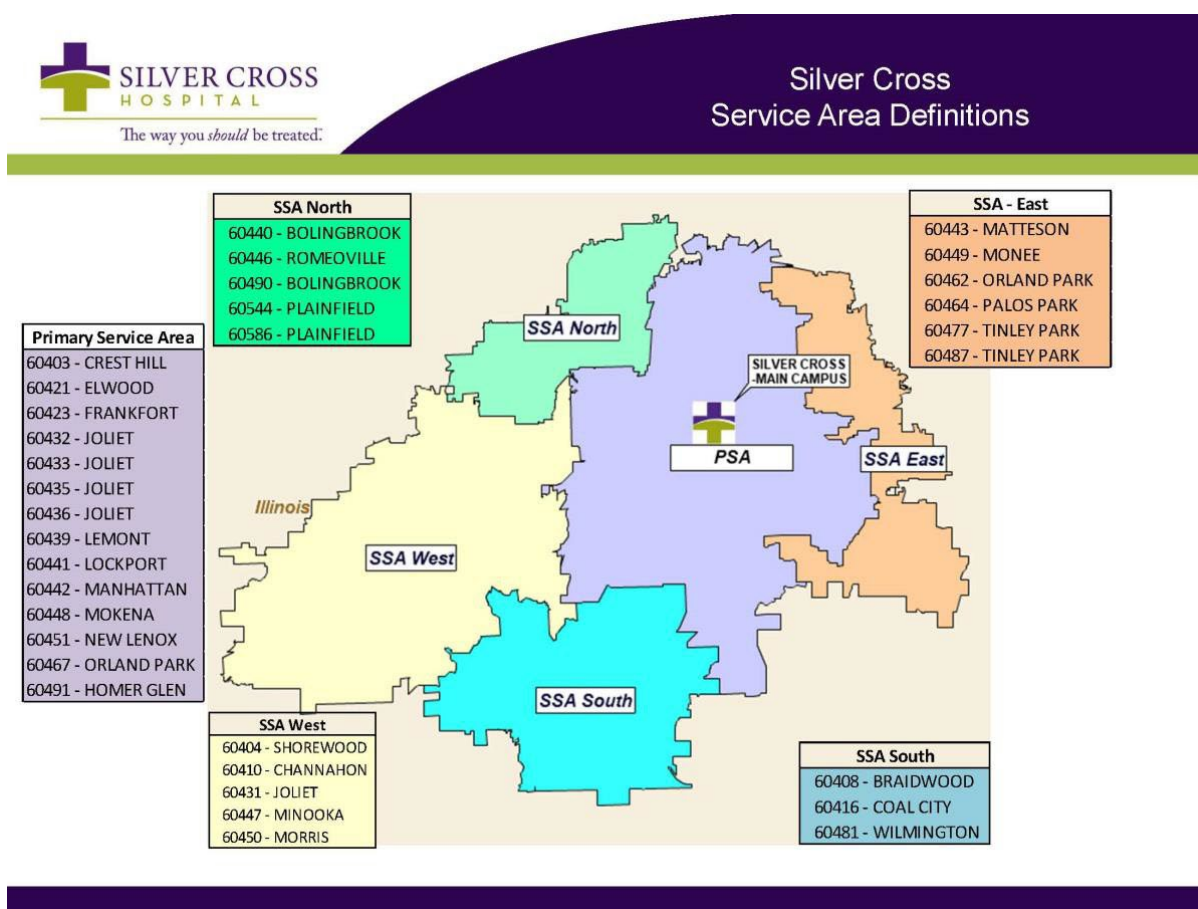 SILVER CROSS
HOSPITAL
The way you should be treated.
Silver Cross
Service Area Definitions
SSA North
60440 - BOLINGBROOK
60446 - ROMEOVILLE
60490 - BOLINGBROOK
60544 - PLAINFIELD
60586 - PLAINFIELD
SSA - East
60443 - MATTESON
60449 - MONEE
60462 - ORLAND PARK
60464 - PALOS PARK
60477 - TINLEY PARK
60487 - TINLEY PARK
Primary Service Area
60403 - CREST HILL
60421 - ELWOOD
60423 - FRANKFORT
60432 - JOLIET
60433 - JOLIET
60435 - JOLIET
60436 - JOLIET
60439 - LEMONT
60441 - LOCKPORT
60442 - MANHATTAN
60448 - MOKENA
60451 - NEW LENOX
60467 - ORLAND PARK
60491 - HOMER GLEN
SSA North
SILVER CROSS
-MAIN CAMPUS
PSA
SSA East
Illinois
SSA West
SSA South
SSA West
60404 - SHOREWOOD
60410 - CHANNAHON
60431 - JOLIET
60447 - MINOOKA
60450 - MORRIS
SSA South
60408 - BRAIDWOOD
60416 - COAL CITY
60481 - WILMINGTON